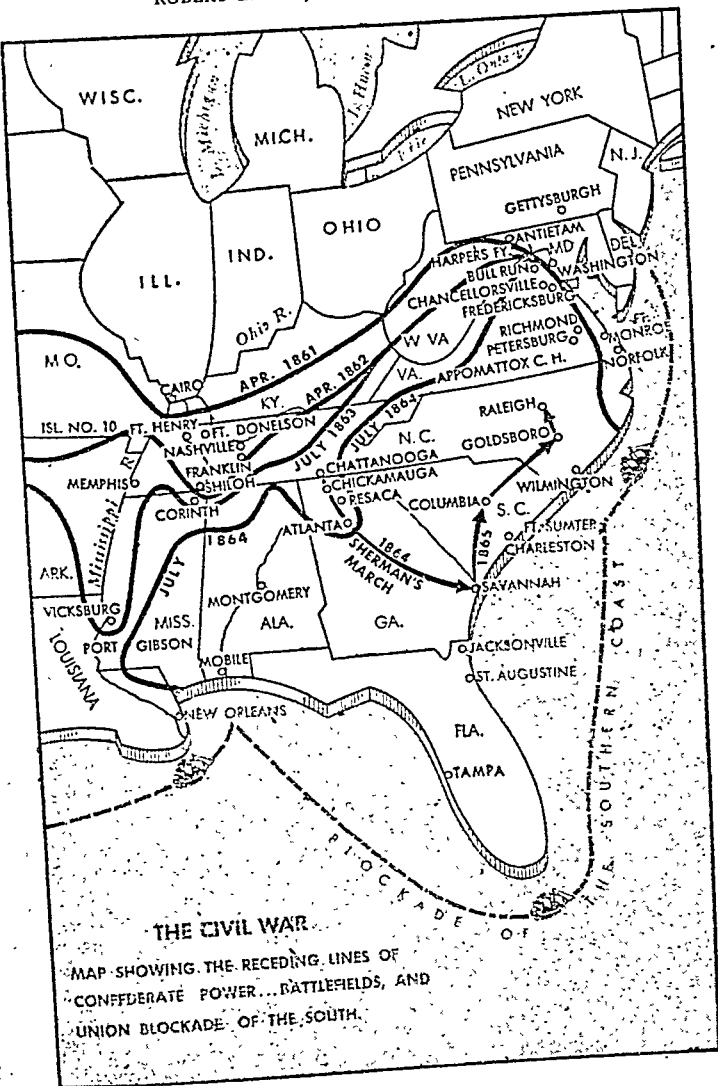 WISC.
L. Michigan
MICH.
L. Huron
L. Ontario
NEW YORK
Erie
PENNSYLVANIA
N.J.
GETTYSBURGH
OHIO
IND.
ILL.
ANTIETAM
HARPERS FY.
MD
DEL
BULL RUN
WASHINGTON
CHANCELLORSVILLE
FREDERICKSBURG
Ohio R.
W VA
RICHMOND
PETERSBURG
FT. MONROE
NORFOLK
MO.
APR. 1861
APR. 1862
VA.
APPOMATTOX C. H.
CAIRO
KY.
JULY 1863
JULY 1864
RALEIGH
ISL. NO. 10
FT. HENRY
FT. DONELSON
N.C.
GOLDSBORO
NASHVILLE
FRANKLIN
CHATTANOOGA
CHICKAMAUGA
MEMPHIS
SHILOH
RESACA
COLUMBIA
WILMINGTON
CORINTH
S.C.
FT. SUMTER
Mississippi R.
JULY 1864
ATLANTA
1864
SHERMAN'S
MARCH
1865
CHARLESTON
ARK.
MONTGOMERY
SAVANNAH
VICKSBURG
MISS.
ALA.
GA.
LOUISIANA
PORT GIBSON
JACKSONVILLE
MOBILE
ST. AUGUSTINE
NEW ORLEANS
FLA.
TAMPA
BLOCKADE OF THE SOUTHERN COAST
THE CIVIL WAR
MAP SHOWING THE RECEDING LINES OF
CONFEDERATE POWER...BATTLEFIELDS, AND
UNION BLOCKADE OF THE SOUTH.